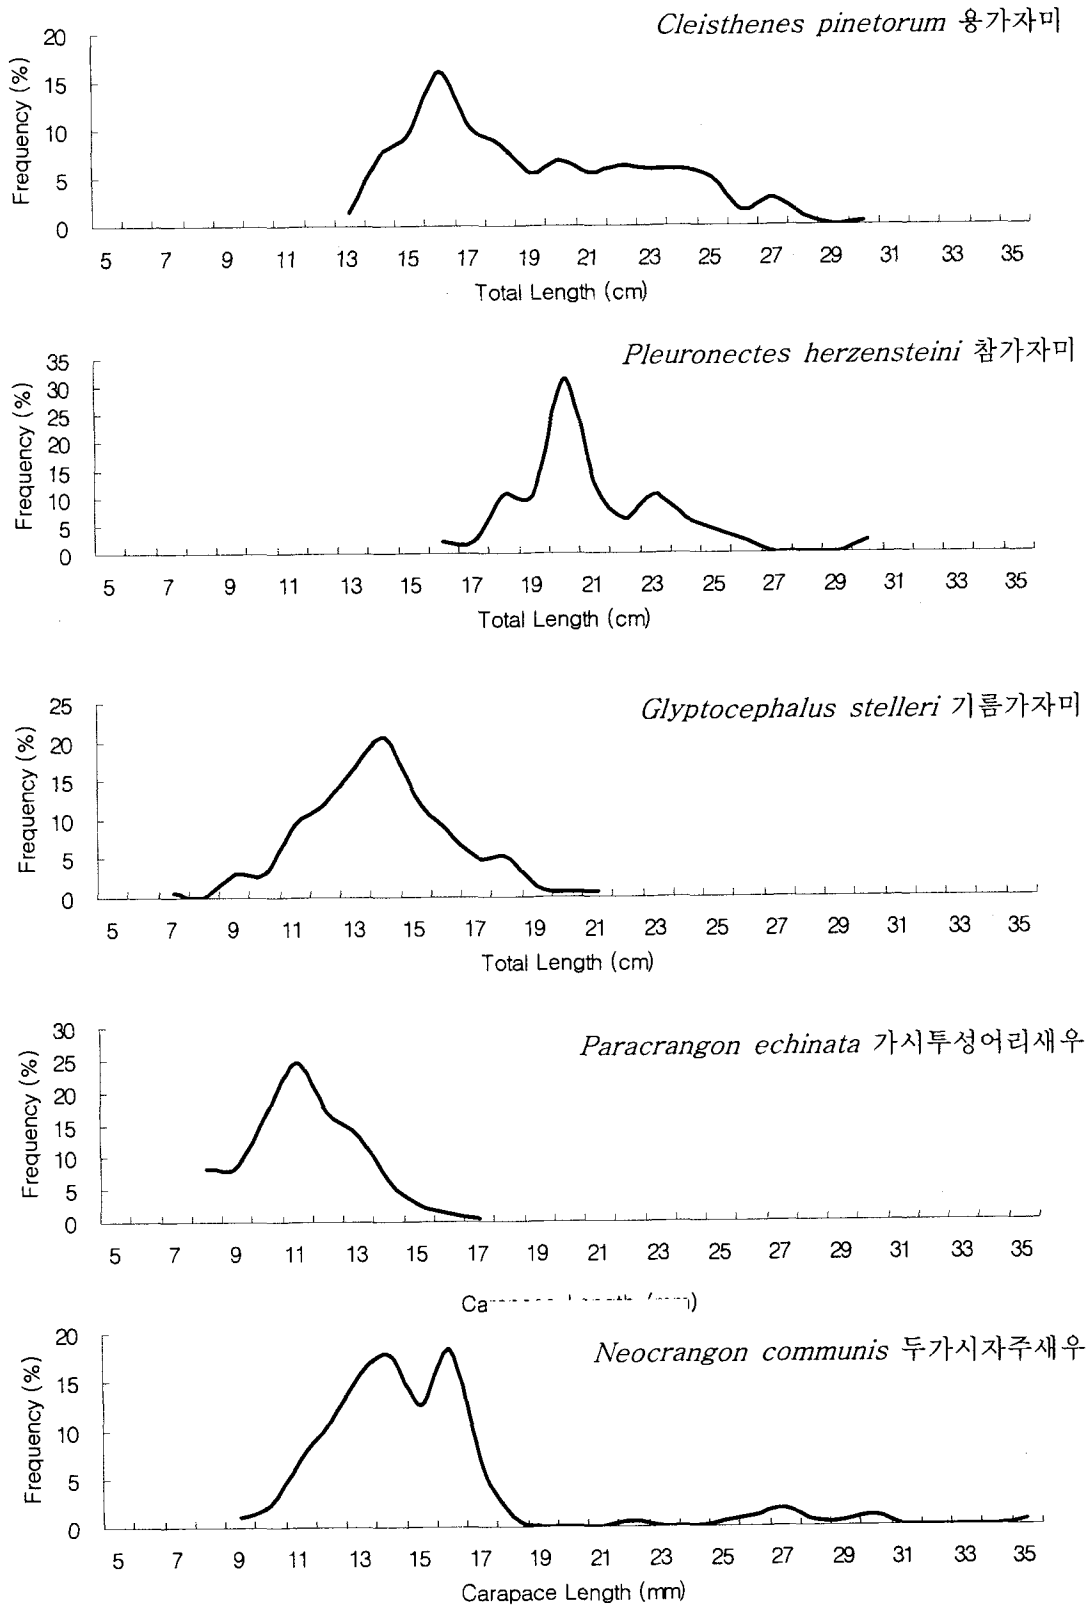 Cleisthenes pinetorum 용가자미
Frequency (%)
20
15
10
5
0
5 7 9 11 13 15 17 19 21 23 25 27 29 31 33 35
Total Length (cm)
Pleuronectes herzensteini 참가자미
Frequency (%)
35
30
25
20
15
10
5
0
5 7 9 11 13 15 17 19 21 23 25 27 29 31 33 35
Total Length (cm)
Glyptocephalus stelleri 기름가자미
Frequency (%)
25
20
15
10
5
0
5 7 9 11 13 15 17 19 21 23 25 27 29 31 33 35
Total Length (cm)
Paracrangon echinata 가시투성어리새우
Frequency (%)
30
25
20
15
10
5
0
5 7 9 11 13 15 17 19 21 23 25 27 29 31 33 35
Neocrangon communis 두가시자주새우
Frequency (%)
20
15
10
5
0
5 7 9 11 13 15 17 19 21 23 25 27 29 31 33 35
Carapace Length (mm)